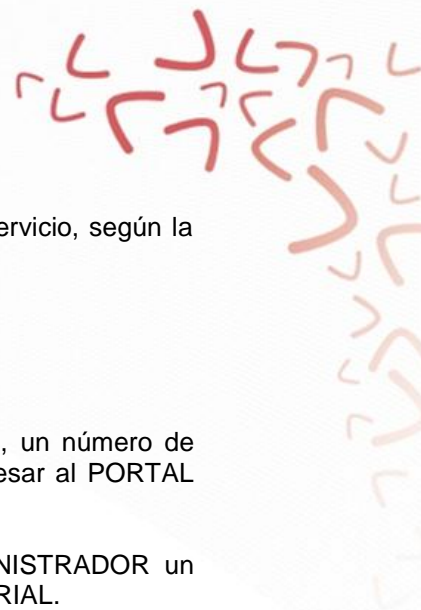 ervicio, según la
, un número de
esar al PORTAL
NISTRADOR un
RIAL.